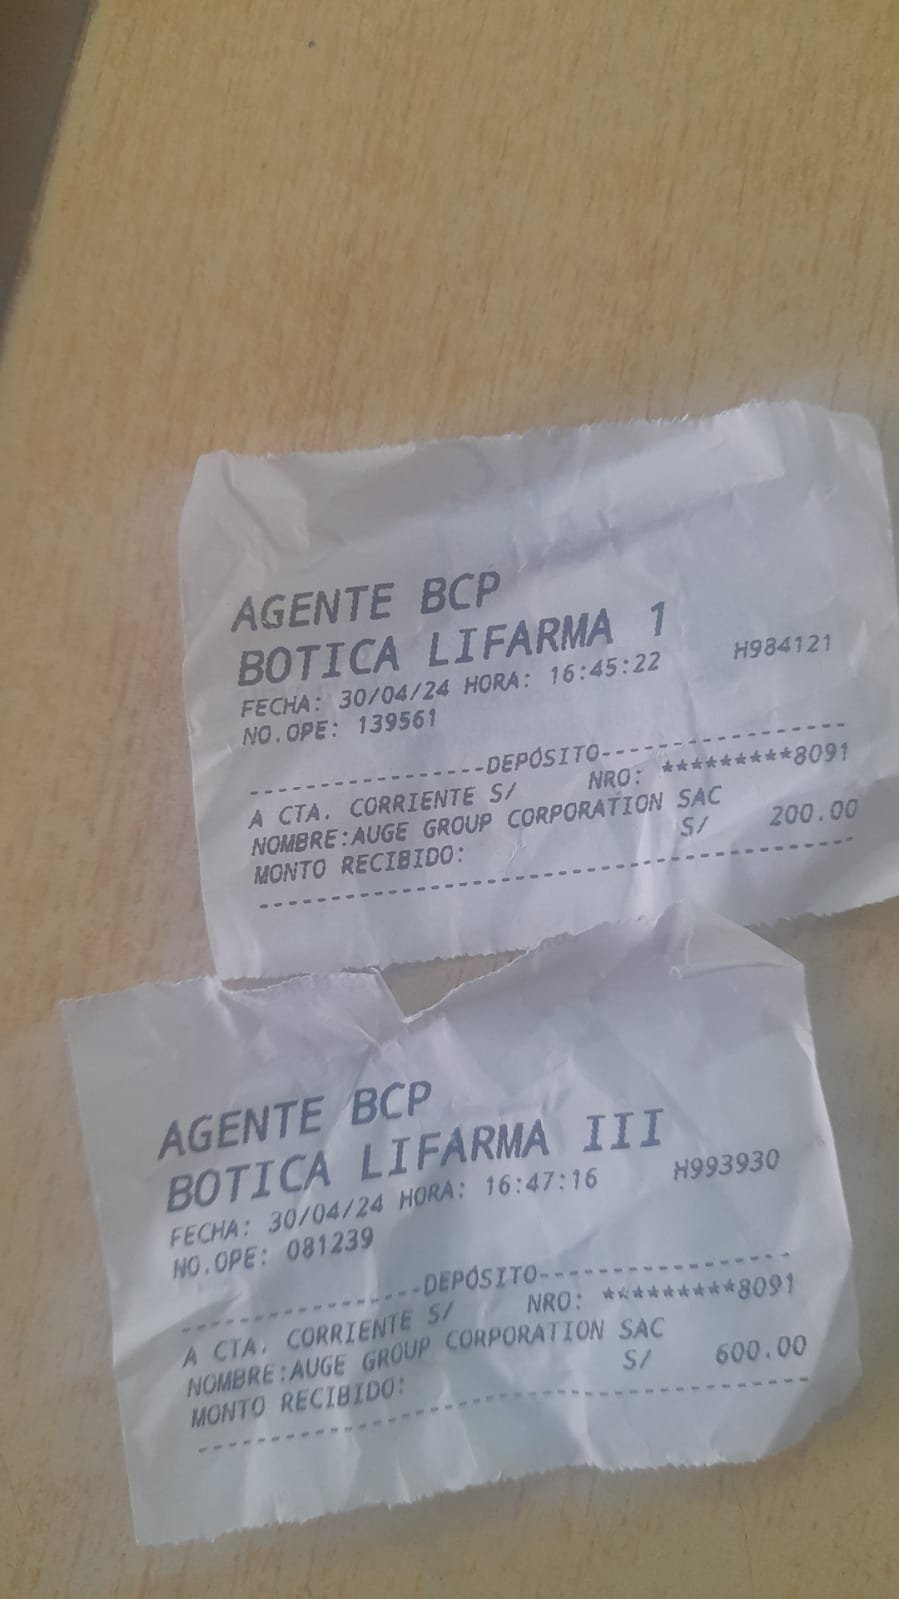 AGENTE BCP
BOTICA LIFARMA 1
FECHA: 30/04/24 HORA: 16:45:22 H984121
NO.OPE: 139561
-----------------DEPÓSITO-----------------
A CTA. CORRIENTE S/ NRO: *********8091
NOMBRE:AUGE GROUP CORPORATION SAC
MONTO RECIBIDO: S/ 200.00
------------------------------------------
AGENTE BCP
BOTICA LIFARMA III
FECHA: 30/04/24 HORA: 16:47:16 H993930
NO.OPE: 081239
-----------------DEPÓSITO-----------------
A CTA. CORRIENTE S/ NRO: *********8091
NOMBRE:AUGE GROUP CORPORATION SAC
MONTO RECIBIDO: S/ 600.00
------------------------------------------